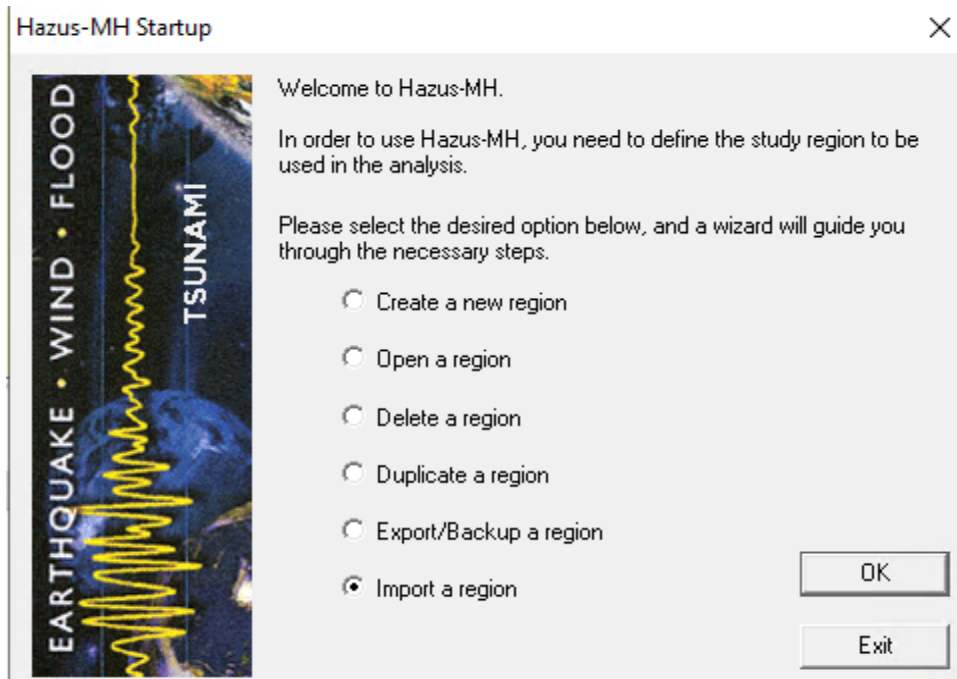 Hazus-MH Startup
EARTHQUAKE • WIND • FLOOD
TSUNAMI
Welcome to Hazus-MH.
In order to use Hazus-MH, you need to define the study region to be
used in the analysis.
Please select the desired option below, and a wizard will guide you
through the necessary steps.
Create a new region
Open a region
Delete a region
Duplicate a region
Export/Backup a region
Import a region
OK
Exit